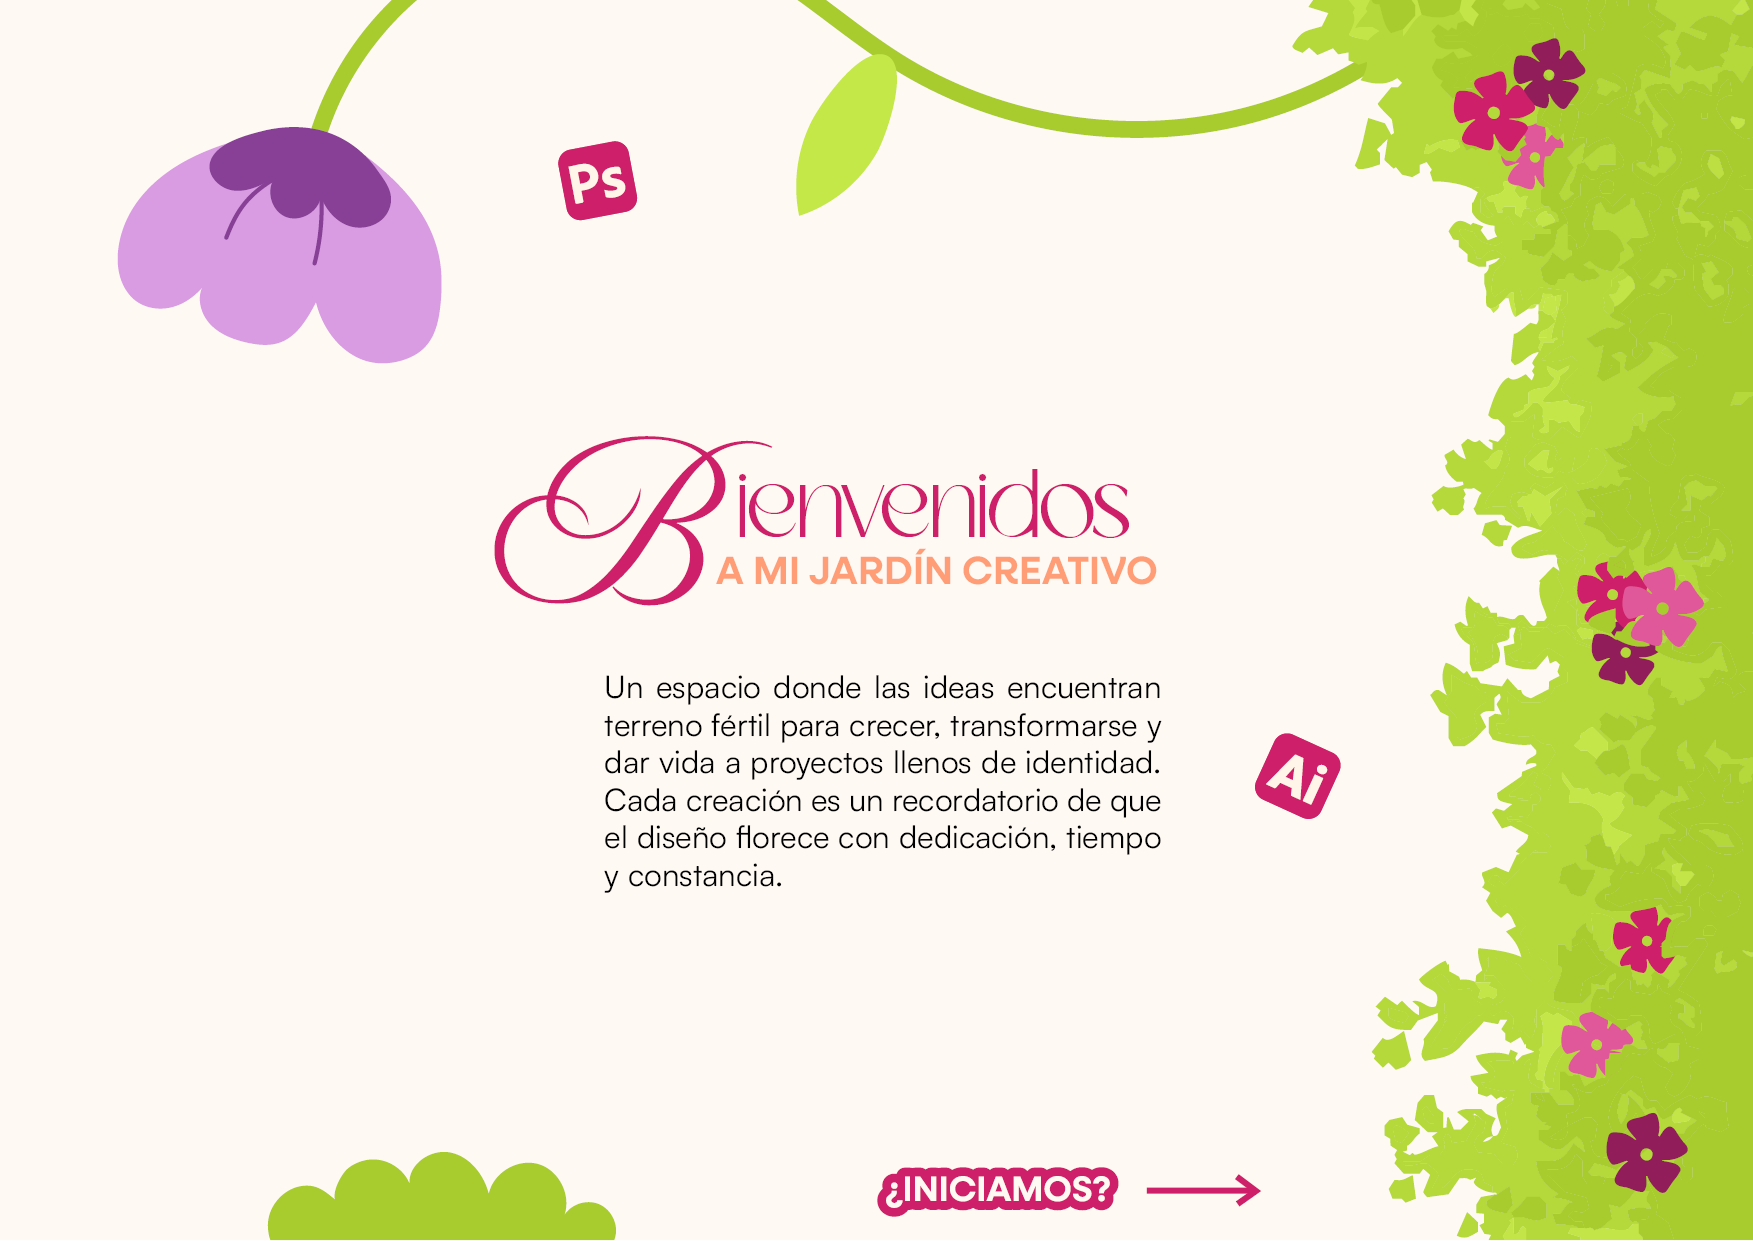 Ps
Bienvenidos
A MI JARDÍN CREATIVO
Un espacio donde las ideas encuentran
terreno fértil para crecer, transformarse y
dar vida a proyectos llenos de identidad.
Cada creación es un recordatorio de que
el diseño florece con dedicación, tiempo
y constancia.
Ai
¿INICIAMOS?